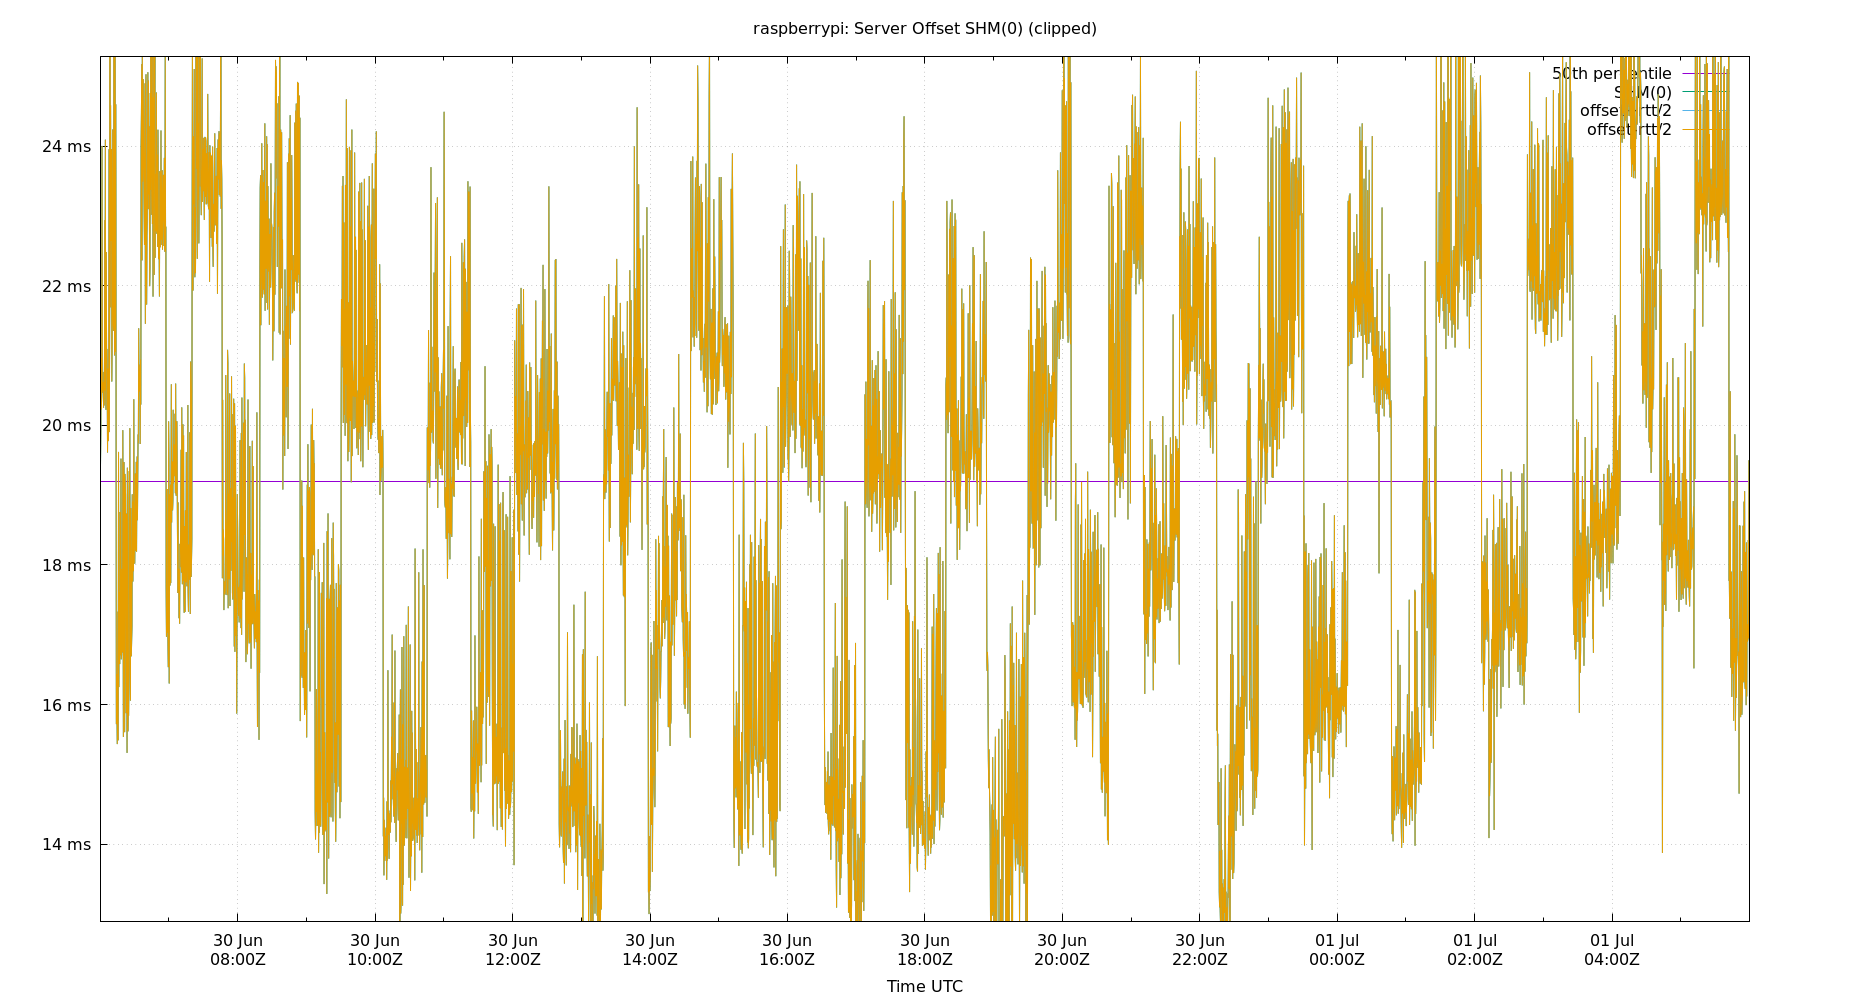 raspberrypi: Server Offset SHM(0) (clipped)
50th percentile
SHM(0)
offset+rtt/2
offset-rtt/2
24 ms
22 ms
20 ms
18 ms
16 ms
14 ms
30 Jun 30 Jun 30 Jun 30 Jun 30 Jun 30 Jun 30 Jun 30 Jun 01 Jul 01 Jul 01 Jul
08:00Z 10:00Z 12:00Z 14:00Z 16:00Z 18:00Z 20:00Z 22:00Z 00:00Z 02:00Z 04:00Z
Time UTC